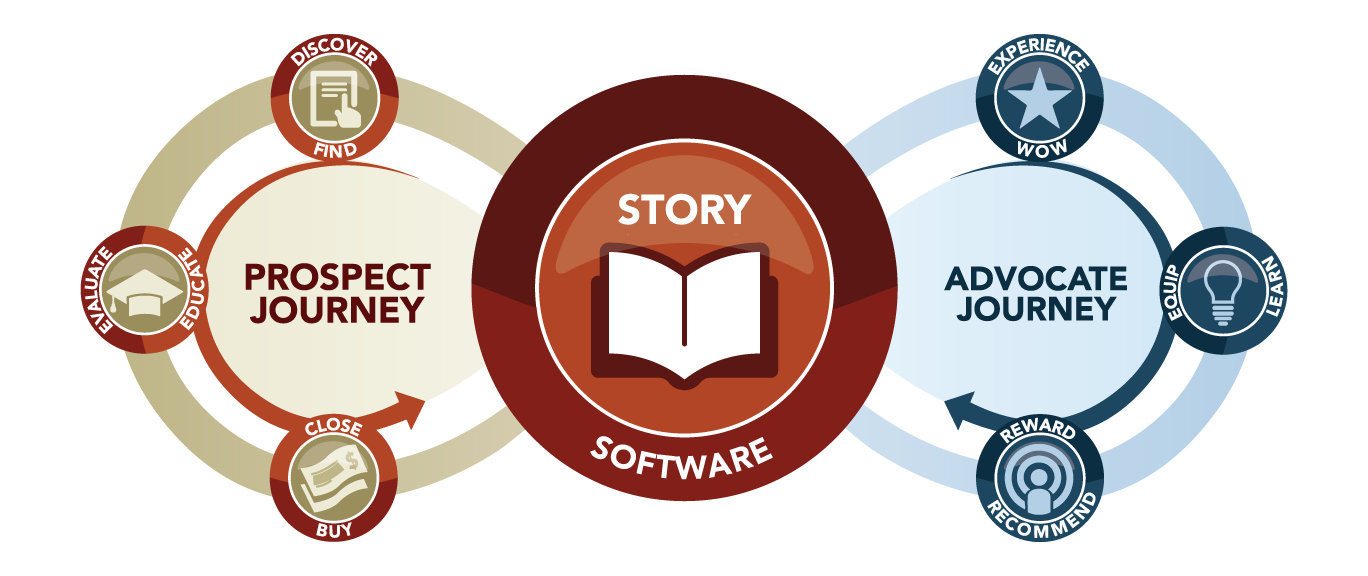 DISCOVER
FIND
EVALUATE
EDUCATE
CLOSE
$
BUY
PROSPECT
JOURNEY
STORY
SOFTWARE
ADVOCATE
JOURNEY
EXPERIENCE
WOW
EQUIP
LEARN
REWARD
RECOMMEND